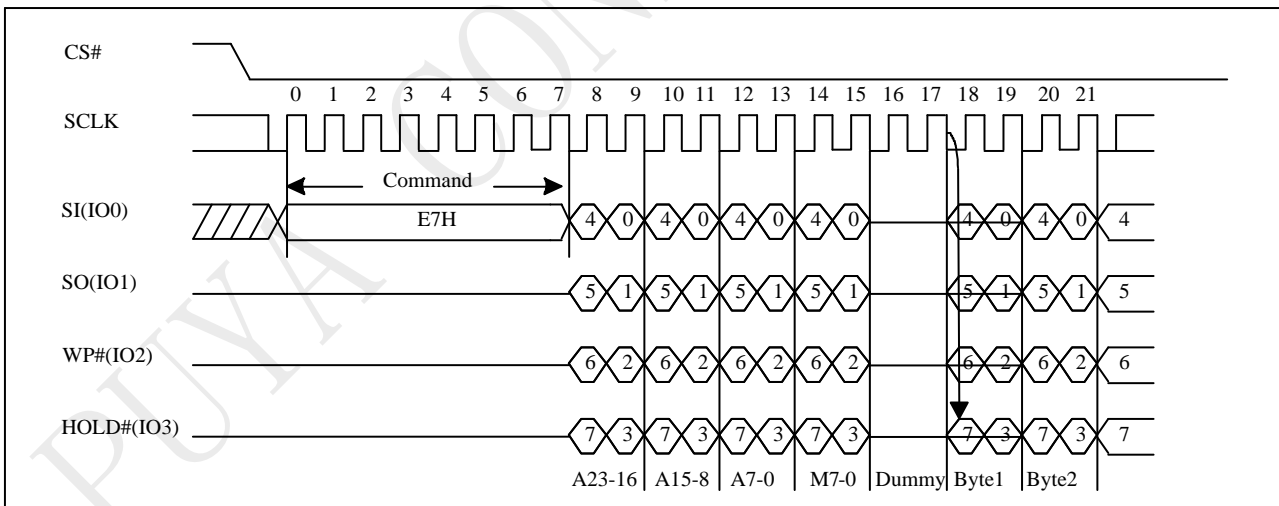 CS#
0 1 2 3 4 5 6 7 8 9 10 11 12 13 14 15 16 17 18 19 20 21
SCLK
Command
SI(IO0) E7H 4 0 4 0 4 0 4 0 4 0 4 0 4
SO(IO1) 5 1 5 1 5 1 5 1 5 1 5 1 5
WP#(IO2) 6 2 6 2 6 2 6 2 6 2 6 2 6
HOLD#(IO3) 7 3 7 3 7 3 7 3 7 3 7 3 7
A23-16 A15-8 A7-0 M7-0 Dummy Byte1 Byte2
PUYA CON